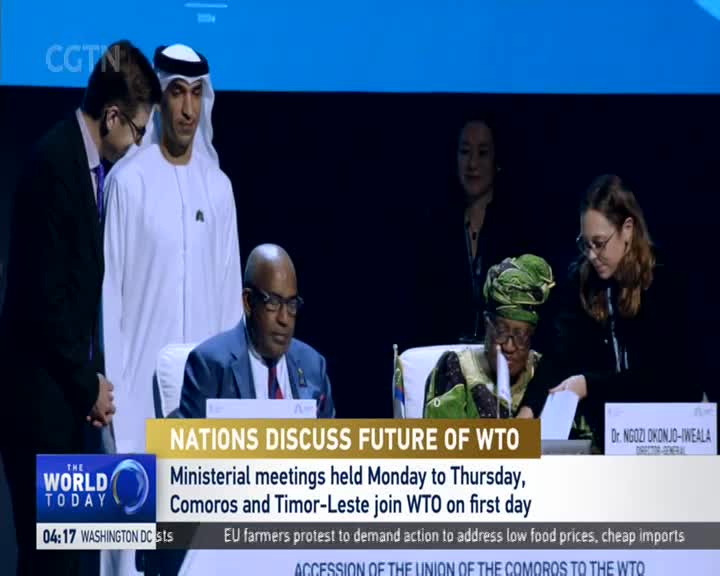 CGTN
Dr. NGOZI OKONJO-IWEALA
DIRECTOR-GENERAL
NATIONS DISCUSS FUTURE OF WTO
Ministerial meetings held Monday to Thursday,
Comoros and Timor-Leste join WTO on first day
THE
WORLD
TODAY
04:17 WASHINGTON DC
sts EU farmers protest to demand action to address low food prices, cheap imports
ACCESSION OF THE UNION OF THE COMOROS TO THE WTO